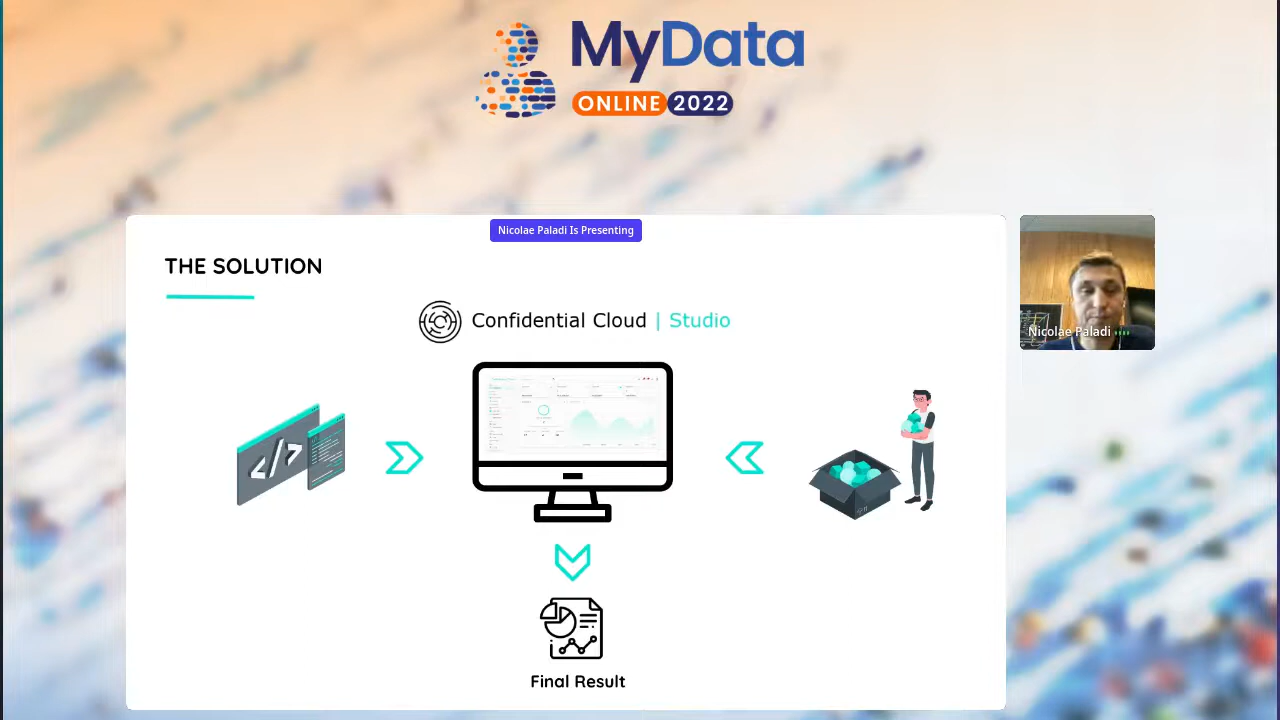 MyData
ONLINE 2022
Nicolae Paladi Is Presenting
THE SOLUTION
Confidential Cloud | Studio
</>
Nicolae Paladi
Final Result